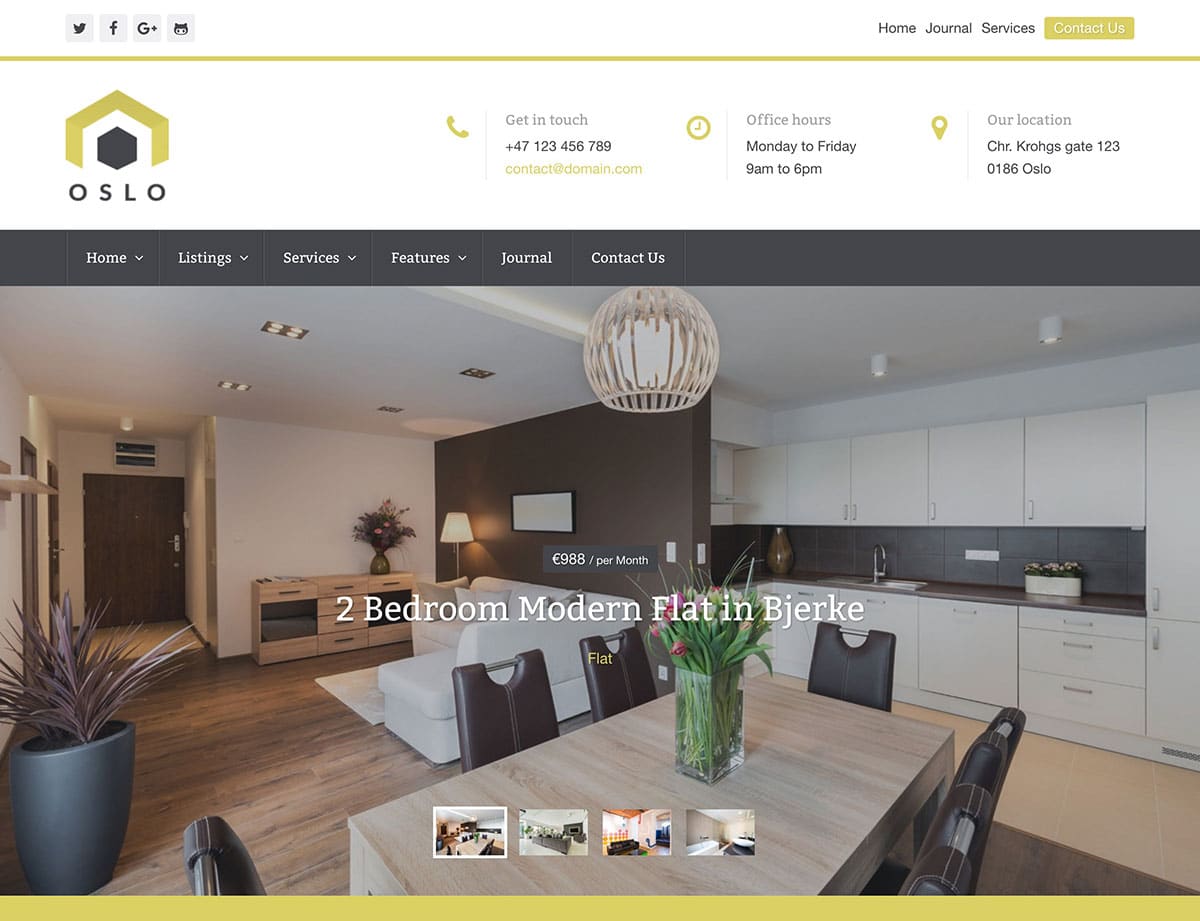 Home Journal Services Contact Us
OSLO
Get in touch
+47 123 456 789
contact@domain.com
Office hours
Monday to Friday
9am to 6pm
Our location
Chr. Krohgs gate 123
0186 Oslo
Home Listings Services Features Journal Contact Us
€988 / per Month
2 Bedroom Modern Flat in Bjerke
Flat